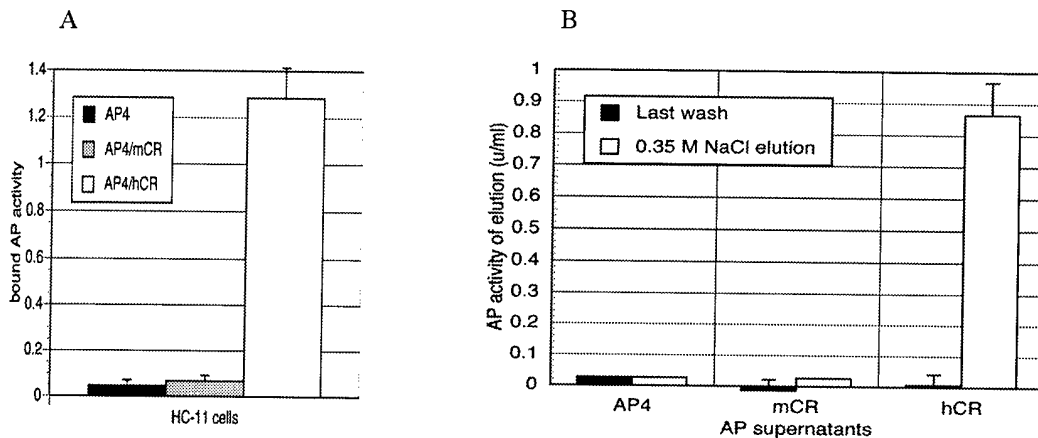 A
bound AP activity
1.4
1.2
1
0.8
0.6
0.4
0.2
0
AP4
AP4/mCR
AP4/hCR
HC-11 cells
B
AP activity of elution (u/ml)
1
0.9
0.8
0.7
0.6
0.5
0.4
0.3
0.2
0.1
0
Last wash
0.35 M NaCl elution
AP4
mCR
hCR
AP supernatants